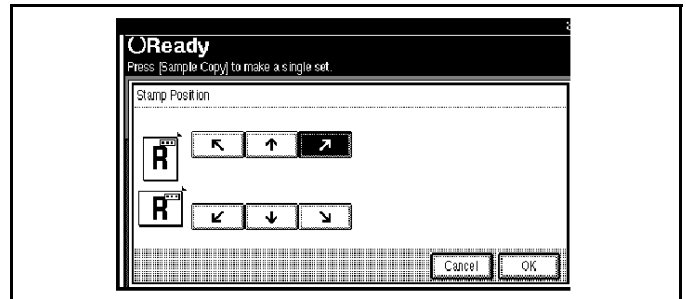 Ready
Press [Sample Copy] to make a single set.
Stamp Position
R
R
Cancel
OK